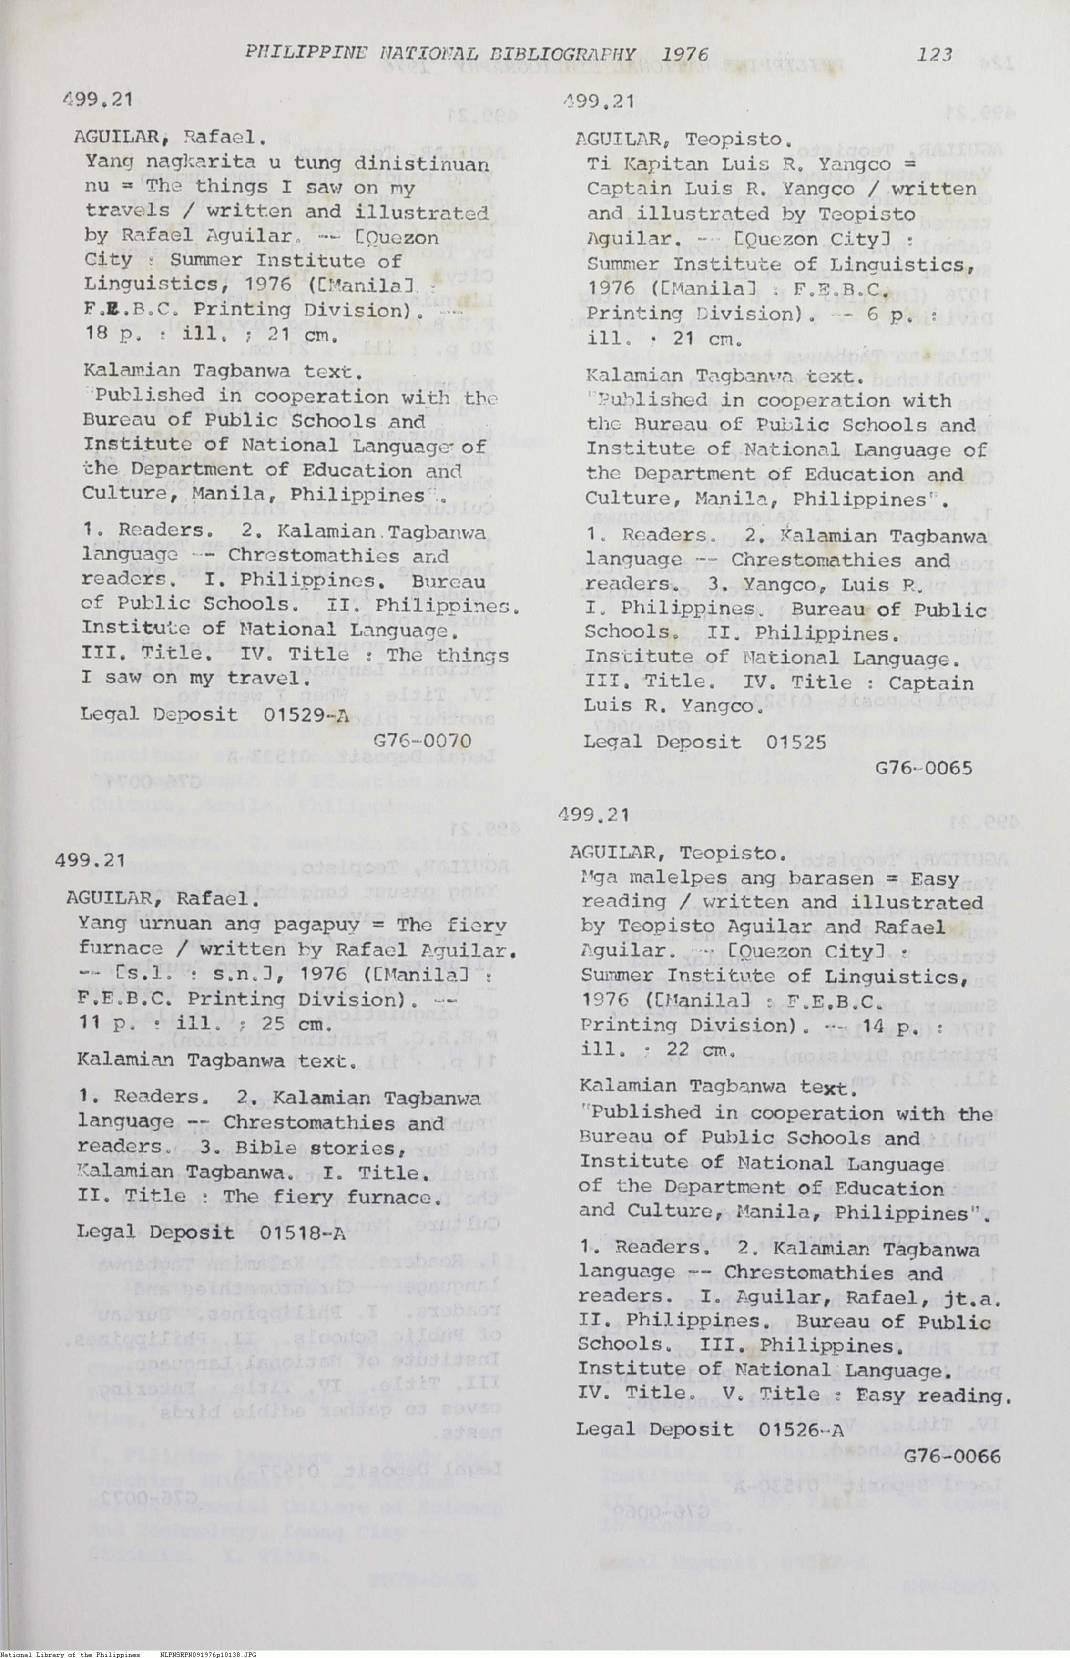 PHILIPPINE NATIONAL BIBLIOGRAPHY 1976 123
499.21
AGUILAR, Rafael.
Yang nagkarita u tung dinistinuan
nu = The things I saw on my
travels / written and illustrated
by Rafael Aguilar. -- [Quezon
City : Summer Institute of
Linguistics, 1976 ([Manila] :
F.E.B.C. Printing Division). --
18 p. : ill. ; 21 cm.
Kalamian Tagbanwa text.
"Published in cooperation with the
Bureau of Public Schools and
Institute of National Language of
the Department of Education and
Culture, Manila, Philippines".
1. Readers. 2. Kalamian Tagbanwa
language -- Chrestomathies and
readers. I. Philippines. Bureau
of Public Schools. II. Philippines.
Institute of National Language.
III. Title. IV. Title : The things
I saw on my travel.
Legal Deposit 01529-A
G76-0070
499.21
AGUILAR, Rafael.
Yang urnuan ang pagapuy = The fiery
furnace / written by Rafael Aguilar.
-- [s.l. : s.n.], 1976 ([Manila] :
F.E.B.C. Printing Division). --
11 p. : ill. ; 25 cm.
Kalamian Tagbanwa text.
1. Readers. 2. Kalamian Tagbanwa
language -- Chrestomathies and
readers. 3. Bible stories,
Kalamian Tagbanwa. I. Title.
II. Title : The fiery furnace.
Legal Deposit 01518-A
499.21
AGUILAR, Teopisto.
Ti Kapitan Luis R. Yangco =
Captain Luis R. Yangco / written
and illustrated by Teopisto
Aguilar. -- [Quezon City] :
Summer Institute of Linguistics,
1976 ([Manila] : F.E.B.C.
Printing Division). -- 6 p. :
ill. ; 21 cm.
Kalamian Tagbanwa text.
"Published in cooperation with
the Bureau of Public Schools and
Institute of National Language of
the Department of Education and
Culture, Manila, Philippines".
1. Readers. 2. Kalamian Tagbanwa
language -- Chrestomathies and
readers. 3. Yangco, Luis R.
I. Philippines. Bureau of Public
Schools. II. Philippines.
Institute of National Language.
III. Title. IV. Title : Captain
Luis R. Yangco.
Legal Deposit 01525
G76-0065
499.21
AGUILAR, Teopisto.
Mga malelpes ang barasen = Easy
reading / written and illustrated
by Teopisto Aguilar and Rafael
Aguilar. -- [Quezon City] :
Summer Institute of Linguistics,
1976 ([Manila] : F.E.B.C.
Printing Division). -- 14 p. :
ill. ; 22 cm.
Kalamian Tagbanwa text.
"Published in cooperation with the
Bureau of Public Schools and
Institute of National Language
of the Department of Education
and Culture, Manila, Philippines".
1. Readers. 2. Kalamian Tagbanwa
language -- Chrestomathies and
readers. I. Aguilar, Rafael, jt.a.
II. Philippines. Bureau of Public
Schools. III. Philippines.
Institute of National Language.
IV. Title. V. Title : Easy reading.
Legal Deposit 01526-A
G76-0066
National Library of the Philippines NLPNSRPN091976p10138.JPG